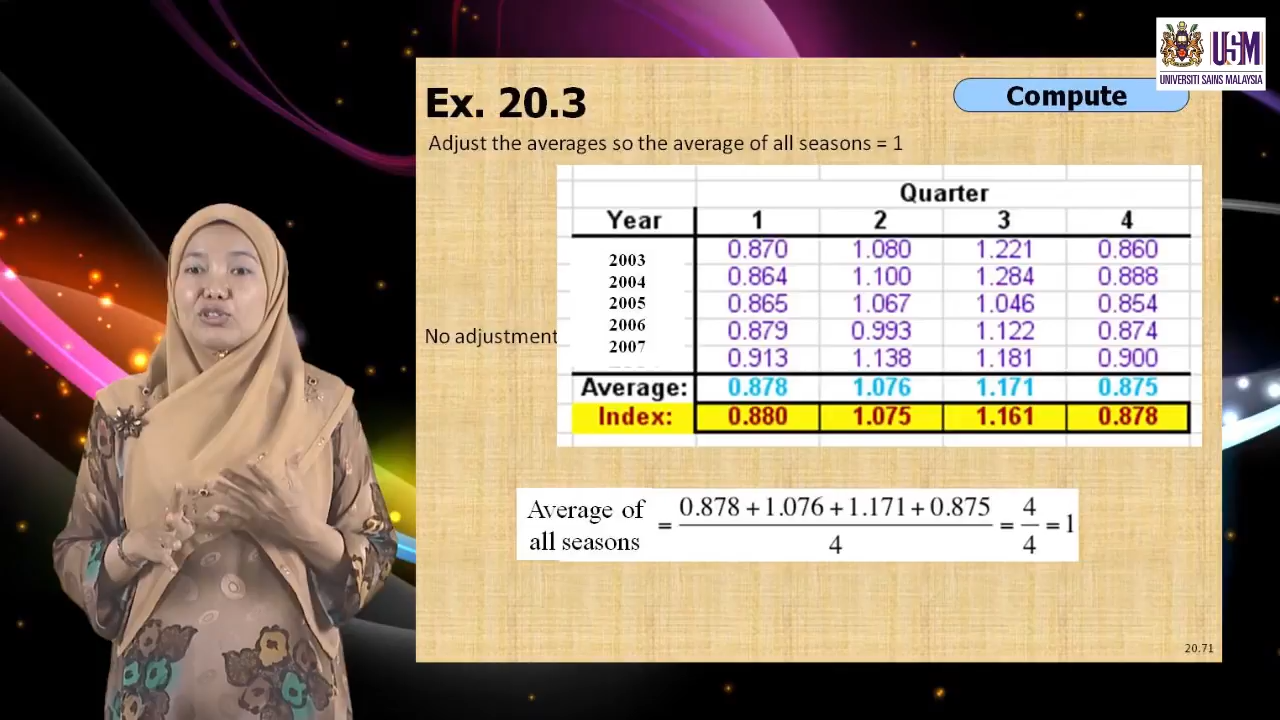 USM
UNIVERSITI SAINS MALAYSIA
Ex. 20.3
Compute
Adjust the averages so the average of all seasons = 1
Quarter
Year 1 2 3 4
2003 0.870 1.080 1.221 0.860
2004 0.864 1.100 1.284 0.888
2005 0.865 1.067 1.046 0.854
2006 0.879 0.993 1.122 0.874
2007 0.913 1.138 1.181 0.900
Average: 0.878 1.076 1.171 0.875
Index: 0.880 1.075 1.161 0.878
No adjustment
Average of all seasons = (0.878 + 1.076 + 1.171 + 0.875) / 4 = 4 / 4 = 1
20.71